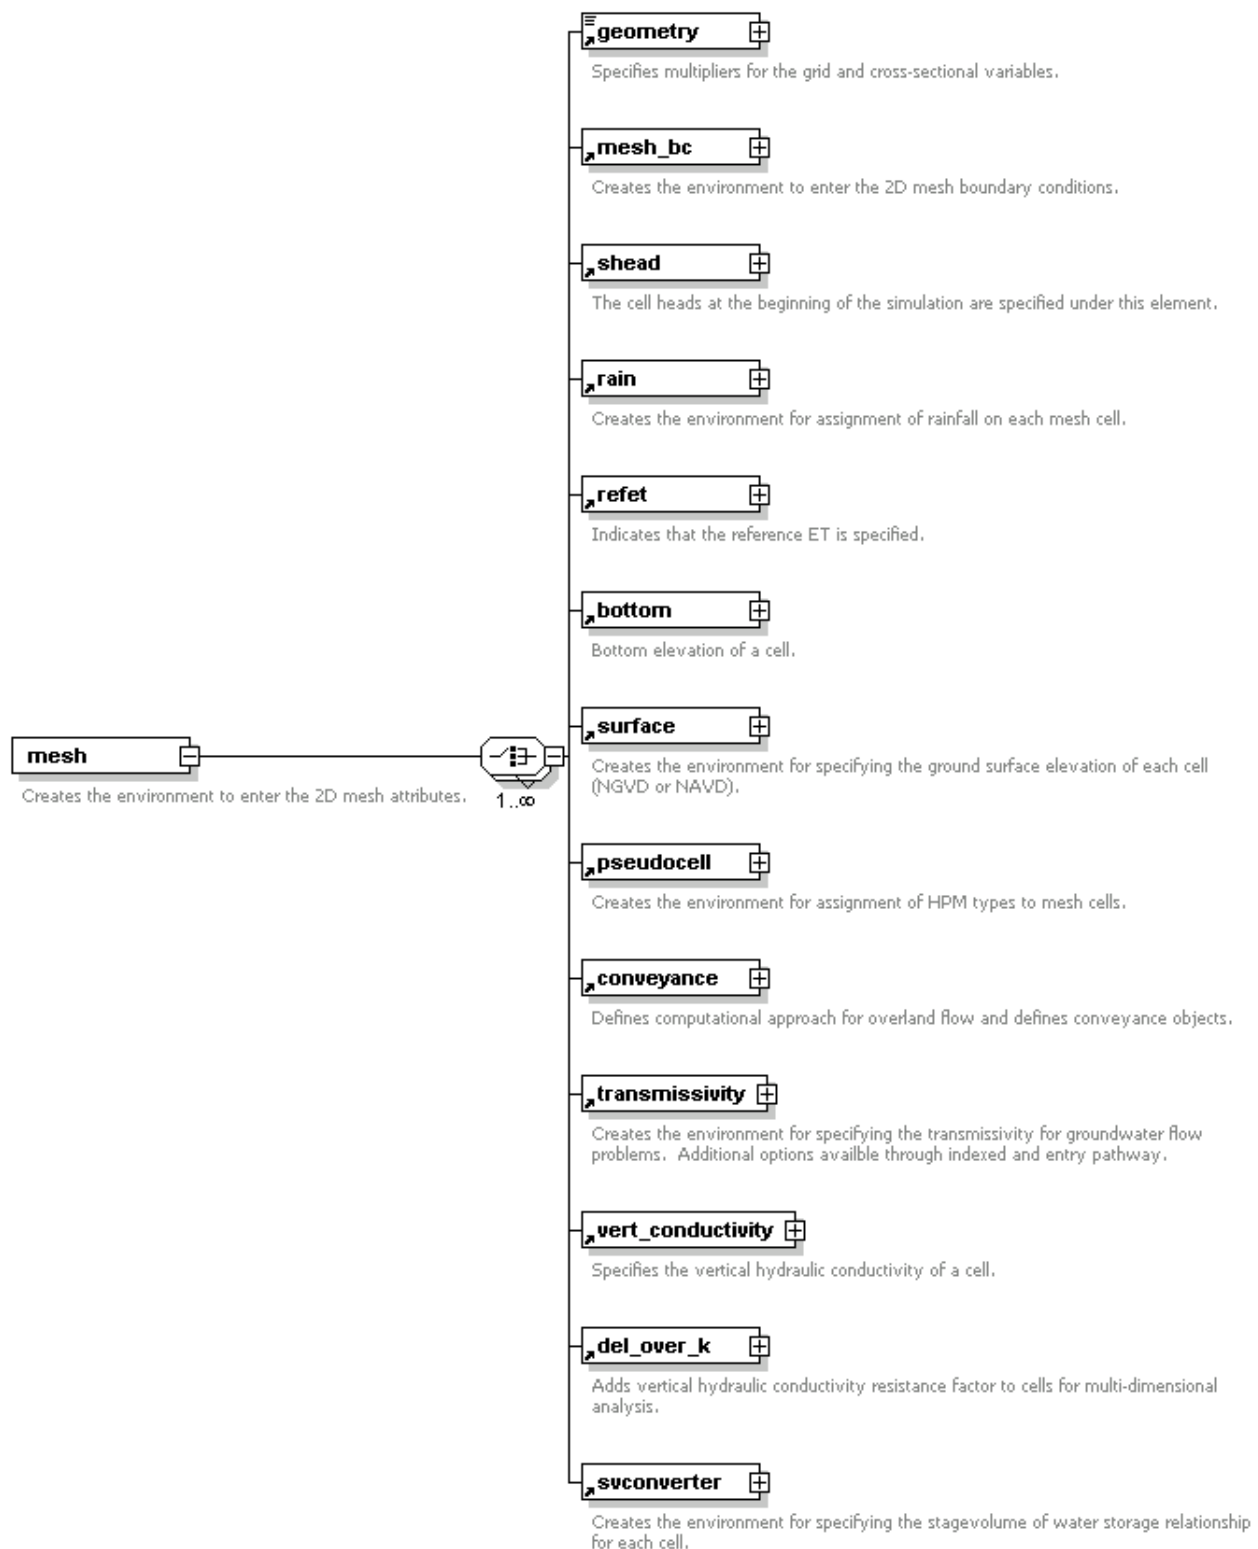 geometry
Specifies multipliers for the grid and cross-sectional variables.
mesh_bc
Creates the environment to enter the 2D mesh boundary conditions.
shead
The cell heads at the beginning of the simulation are specified under this element.
rain
Creates the environment for assignment of rainfall on each mesh cell.
refet
Indicates that the reference ET is specified.
bottom
Bottom elevation of a cell.
surface
Creates the environment for specifying the ground surface elevation of each cell
(NGVD or NAVD).
mesh
Creates the environment to enter the 2D mesh attributes.
1..∞
pseudocell
Creates the environment for assignment of HPM types to mesh cells.
conveyance
Defines computational approach for overland flow and defines conveyance objects.
transmissivity
Creates the environment for specifying the transmissivity for groundwater flow
problems. Additional options availble through indexed and entry pathway.
vert_conductivity
Specifies the vertical hydraulic conductivity of a cell.
del_over_k
Adds vertical hydraulic conductivity resistance factor to cells for multi-dimensional
analysis.
svconverter
Creates the environment for specifying the stagevolume of water storage relationship
for each cell.